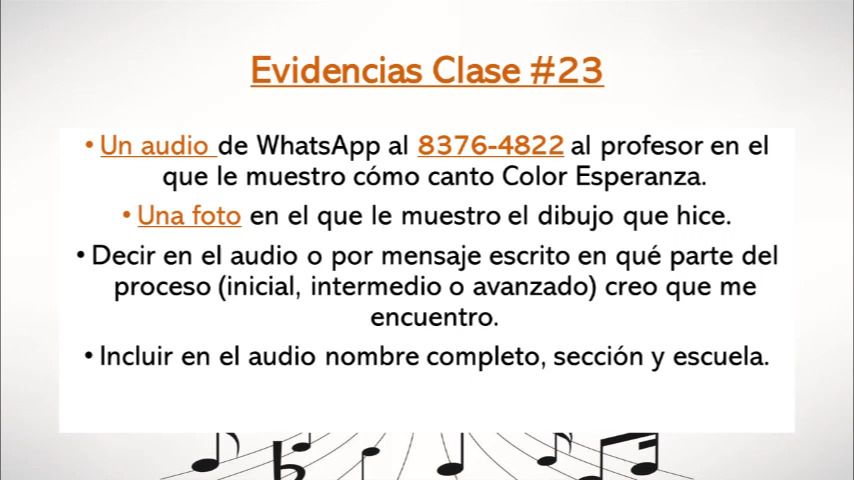 Evidencias Clase #23
• Un audio de WhatsApp al 8376-4822 al profesor en el
que le muestro cómo canto Color Esperanza.
• Una foto en el que le muestro el dibujo que hice.
• Decir en el audio o por mensaje escrito en qué parte del
proceso (inicial, intermedio o avanzado) creo que me
encuentro.
• Incluir en el audio nombre completo, sección y escuela.